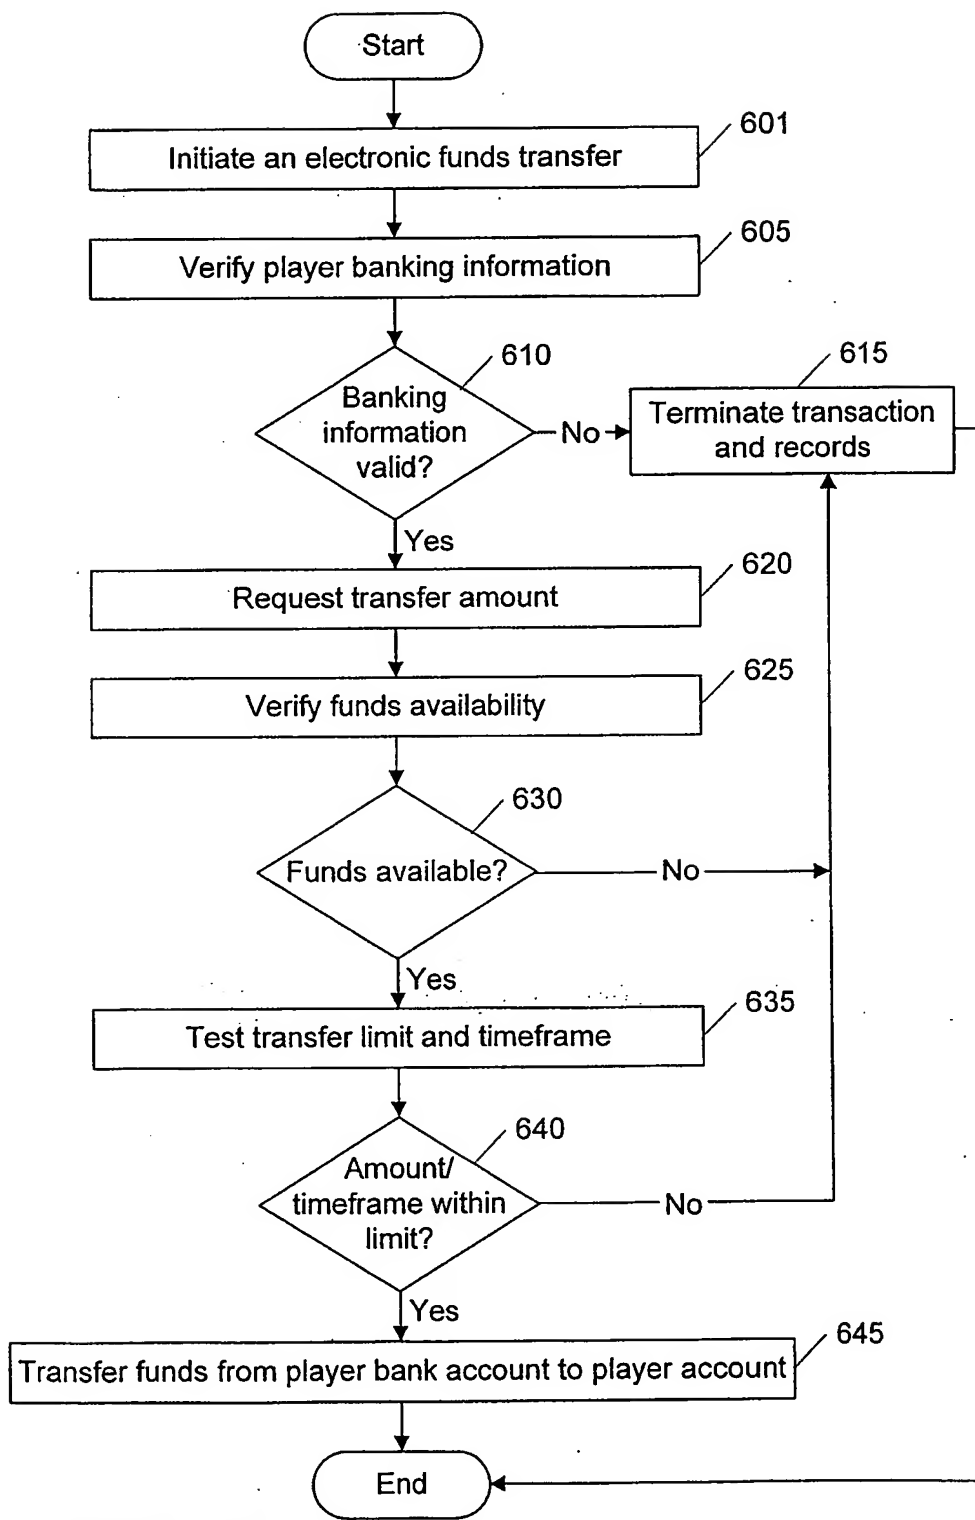 Start
601
Initiate an electronic funds transfer
605
Verify player banking information
610
615
Banking
information
valid?
No
Terminate transaction
and records
Yes
620
Request transfer amount
625
Verify funds availability
630
Funds available?
No
Yes
635
Test transfer limit and timeframe
640
Amount/
timeframe within
limit?
No
Yes
645
Transfer funds from player bank account to player account
End